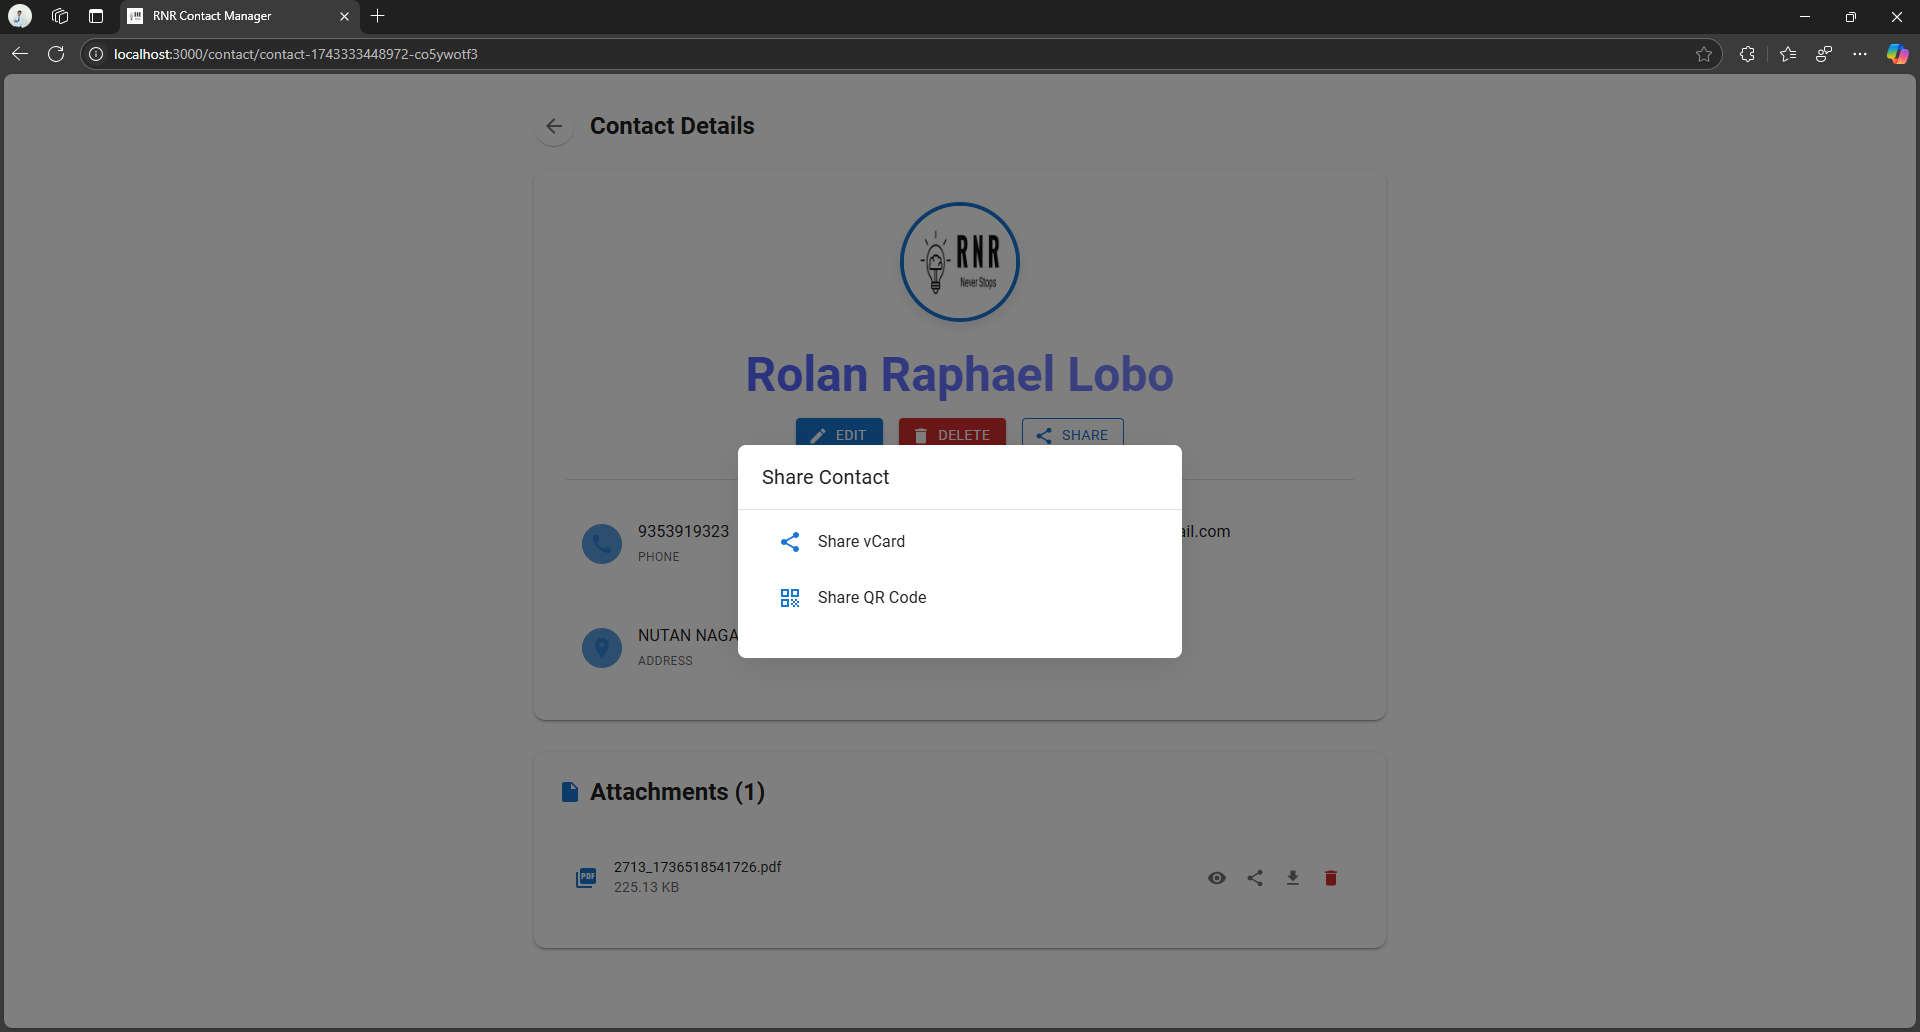 RNR Contact Manager
localhost:3000/contact/contact-1743333448972-co5ywotf3
Contact Details
RNR
Never Stops
Rolan Raphael Lobo
EDIT
DELETE
SHARE
Share Contact
9353919323
ail.com
PHONE
Share vCard
Share QR Code
NUTAN NAGA
ADDRESS
Attachments (1)
PDF
2713_1736518541726.pdf
225.13 KB